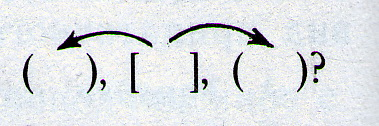 ( ), [ ], ( )?